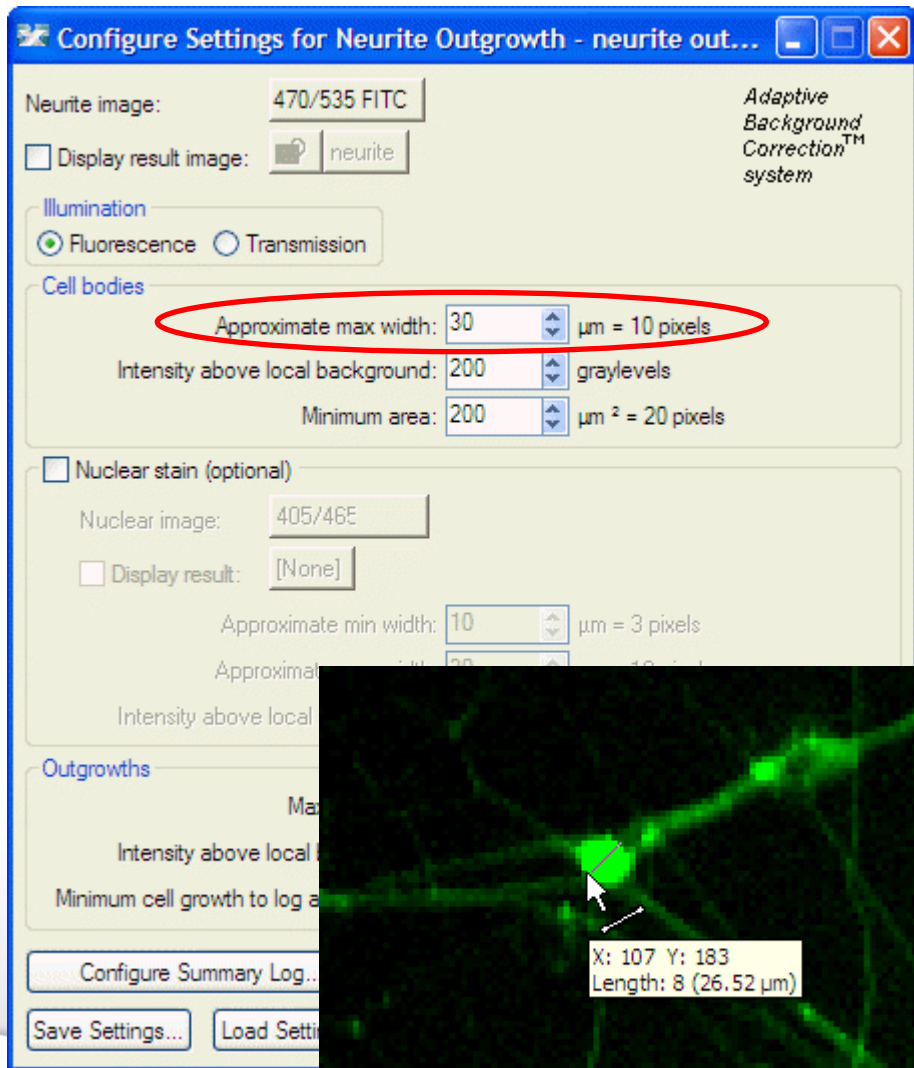 Configure Settings for Neurite Outgrowth - neurite out...
Neurite image: 470/535 FITC
Adaptive
Background
Correction™
system
Display result image: neurite
Illumination
Fluorescence Transmission
Cell bodies
Approximate max width: 30 µm = 10 pixels
Intensity above local background: 200 graylevels
Minimum area: 200 µm ² = 20 pixels
Nuclear stain (optional)
Nuclear image: 405/465
Display result: [None]
Approximate min width: 10 µm = 3 pixels
Intensity above local
Outgrowths
Intensity above local
Minimum cell growth to log
Configure Summary Log...
Save Settings... Load
X: 107 Y: 183
Length: 8 (26.52 µm)